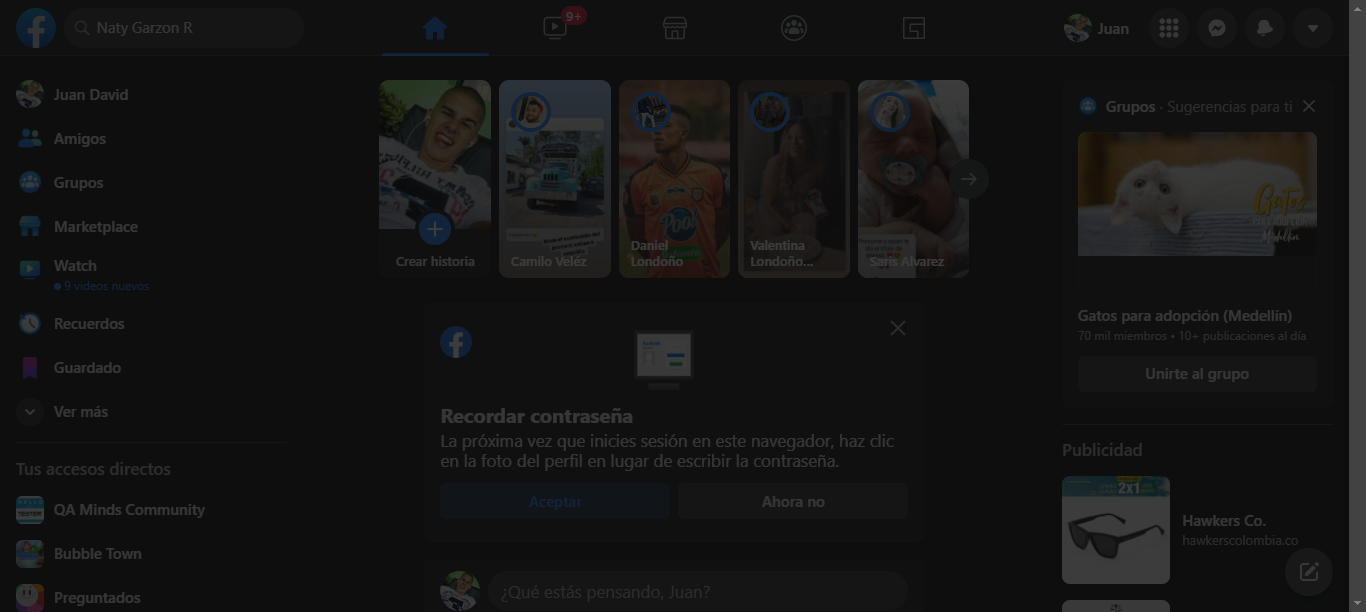 Naty Garzon R
9+
Juan
Juan David
Amigos
Grupos
Marketplace
Watch
9 videos nuevos
Recuerdos
Guardado
Ver más
Tus accesos directos
QA Minds Community
Bubble Town
Preguntados
Crear historia
Camilo Veléz
Pool
Daniel
Londoño
Valentina
Londoño...
Saris Alvarez
Recordar contraseña
La próxima vez que inicies sesión en este navegador, haz clic
en la foto del perfil en lugar de escribir la contraseña.
Aceptar
Ahora no
¿Qué estás pensando, Juan?
Grupos · Sugerencias para ti
Gatos
Medellín
Gatos para adopción (Medellín)
70 mil miembros • 10+ publicaciones al día
Unirte al grupo
Publicidad
2x1
Hawkers Co.
hawkerscolombia.co